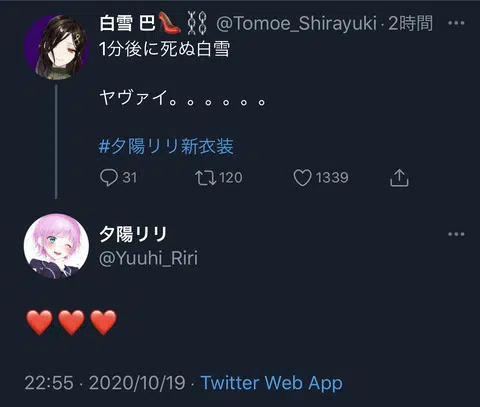 白雪 巴👠⛓ @Tomoe_Shirayuki · 2時間
1分後に死ぬ白雪
ヤヴァイ。。。。。。
#夕陽リリ新衣装
31 120 1339
夕陽リリ
@Yuuhi_Riri
❤️❤️❤️
22:55 · 2020/10/19 · Twitter Web App